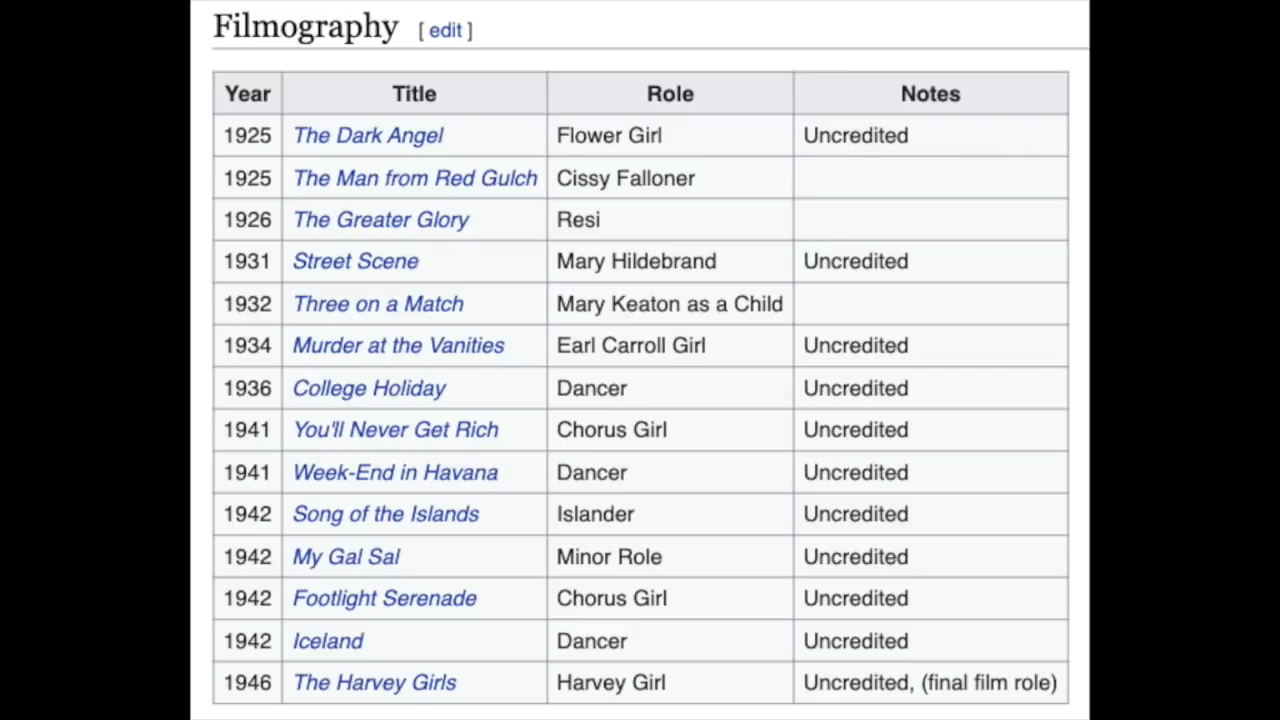 Filmography [ edit ]
Year Title Role Notes
1925 The Dark Angel Flower Girl Uncredited
1925 The Man from Red Gulch Cissy Falloner
1926 The Greater Glory Resi
1931 Street Scene Mary Hildebrand Uncredited
1932 Three on a Match Mary Keaton as a Child
1934 Murder at the Vanities Earl Carroll Girl Uncredited
1936 College Holiday Dancer Uncredited
1941 You'll Never Get Rich Chorus Girl Uncredited
1941 Week-End in Havana Dancer Uncredited
1942 Song of the Islands Islander Uncredited
1942 My Gal Sal Minor Role Uncredited
1942 Footlight Serenade Chorus Girl Uncredited
1942 Iceland Dancer Uncredited
1946 The Harvey Girls Harvey Girl Uncredited, (final film role)